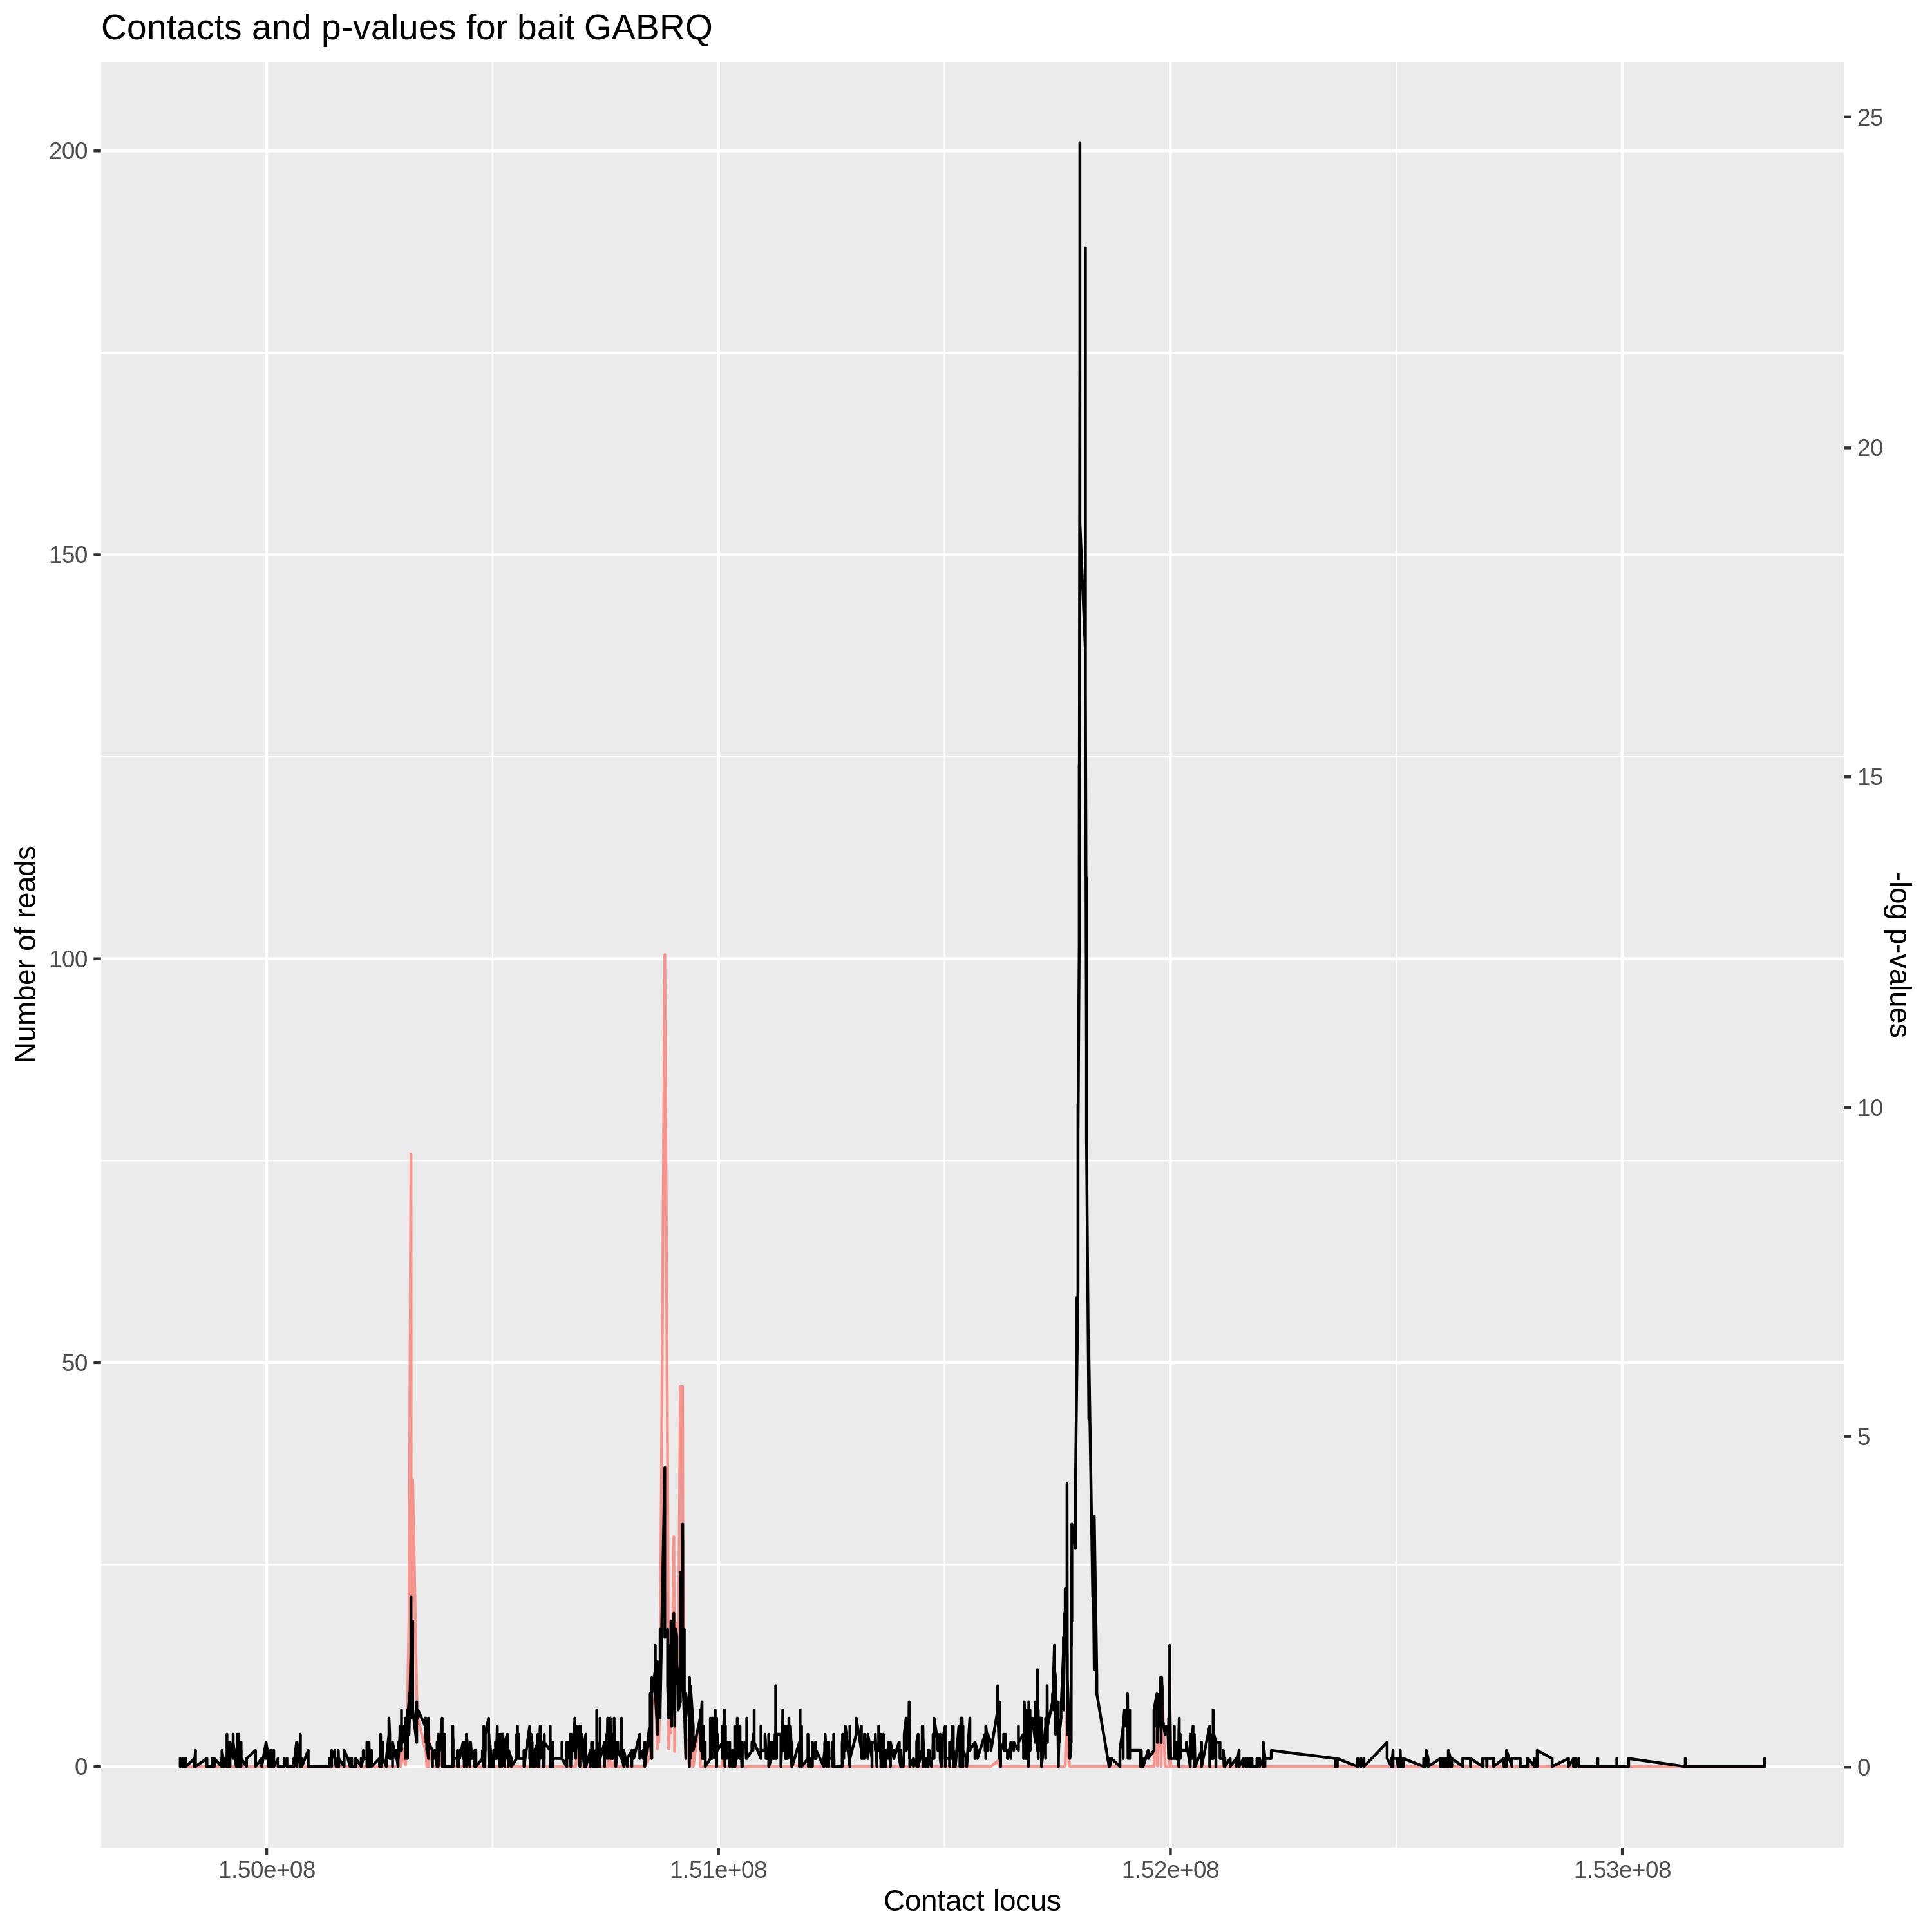 Contacts and p-values for bait GABRQ
200
150
100
50
0
25
20
15
10
5
0
Number of reads
-log p-values
1.50e+08
1.51e+08
1.52e+08
1.53e+08
Contact locus